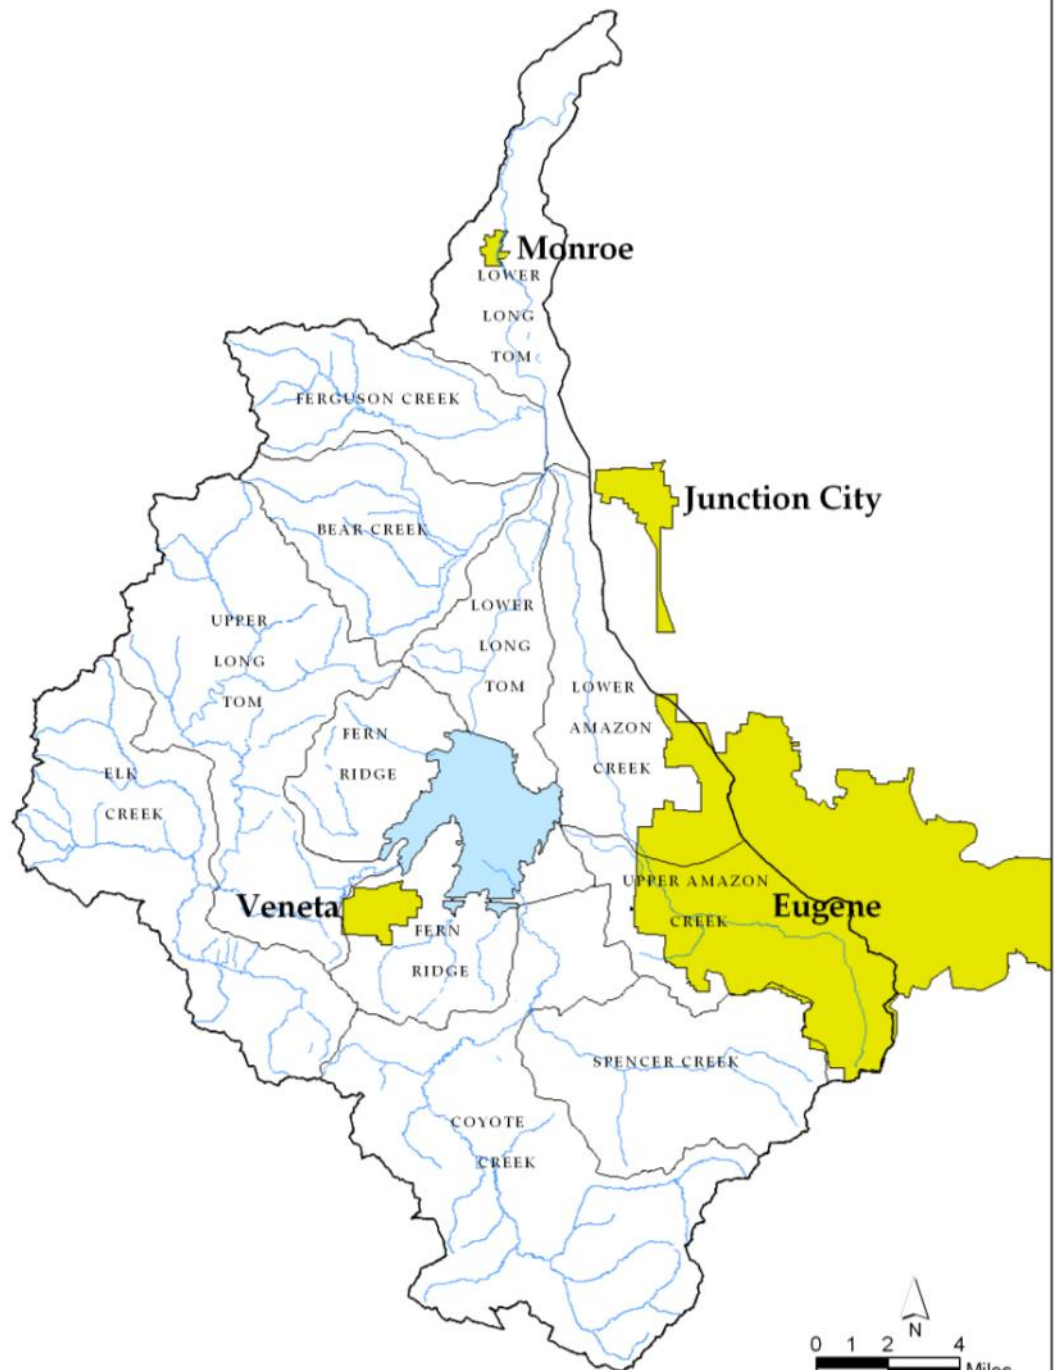 Monroe
LOWER
LONG
TOM
FERGUSON CREEK
Junction City
BEAR CREEK
LOWER
LONG
TOM
UPPER
LONG
TOM
LOWER
AMAZON
CREEK
FERN
RIDGE
ELK
CREEK
UPPER AMAZON
CREEK
Eugene
Veneta
FERN
RIDGE
SPENCER CREEK
COYOTE
CREEK
N
0 1 2 4
Miles